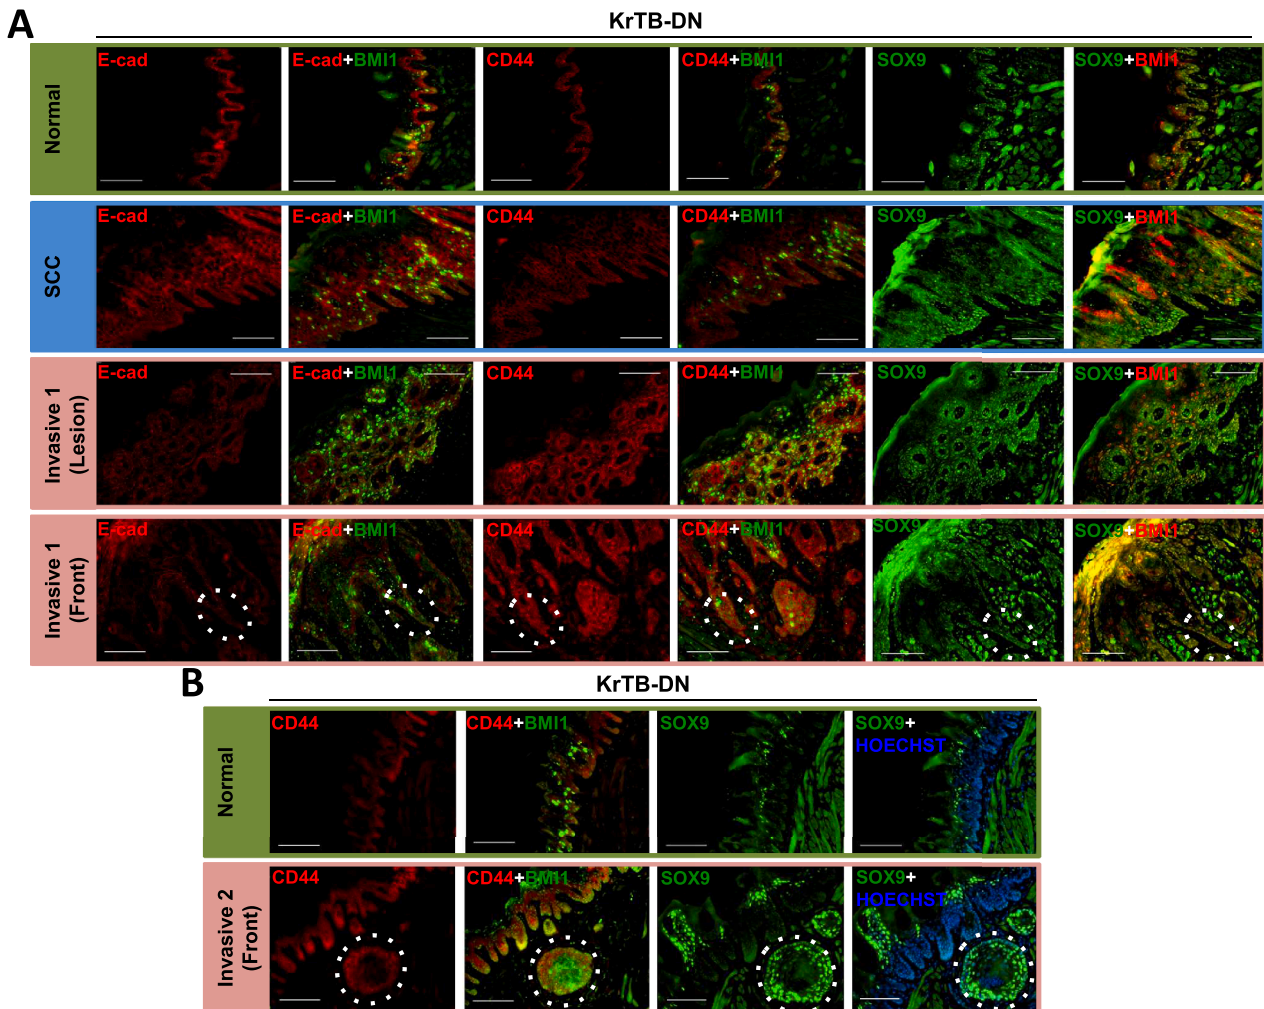 A
KrTB-DN
Normal
E-cad
E-cad+BMI1
CD44
CD44+BMI1
SOX9
SOX9+BMI1
SCC
E-cad
E-cad+BMI1
CD44
CD44+BMI1
SOX9
SOX9+BMI1
Invasive 1
(Lesion)
E-cad
E-cad+BMI1
CD44
CD44+BMI1
SOX9
SOX9+BMI1
Invasive 1
(Front)
E-cad
E-cad+BMI1
CD44
CD44+BMI1
SOX9
SOX9+BMI1
B
KrTB-DN
Normal
CD44
CD44+BMI1
SOX9
SOX9+
HOECHST
Invasive 2
(Front)
CD44
CD44+BMI1
SOX9
SOX9+
HOECHST